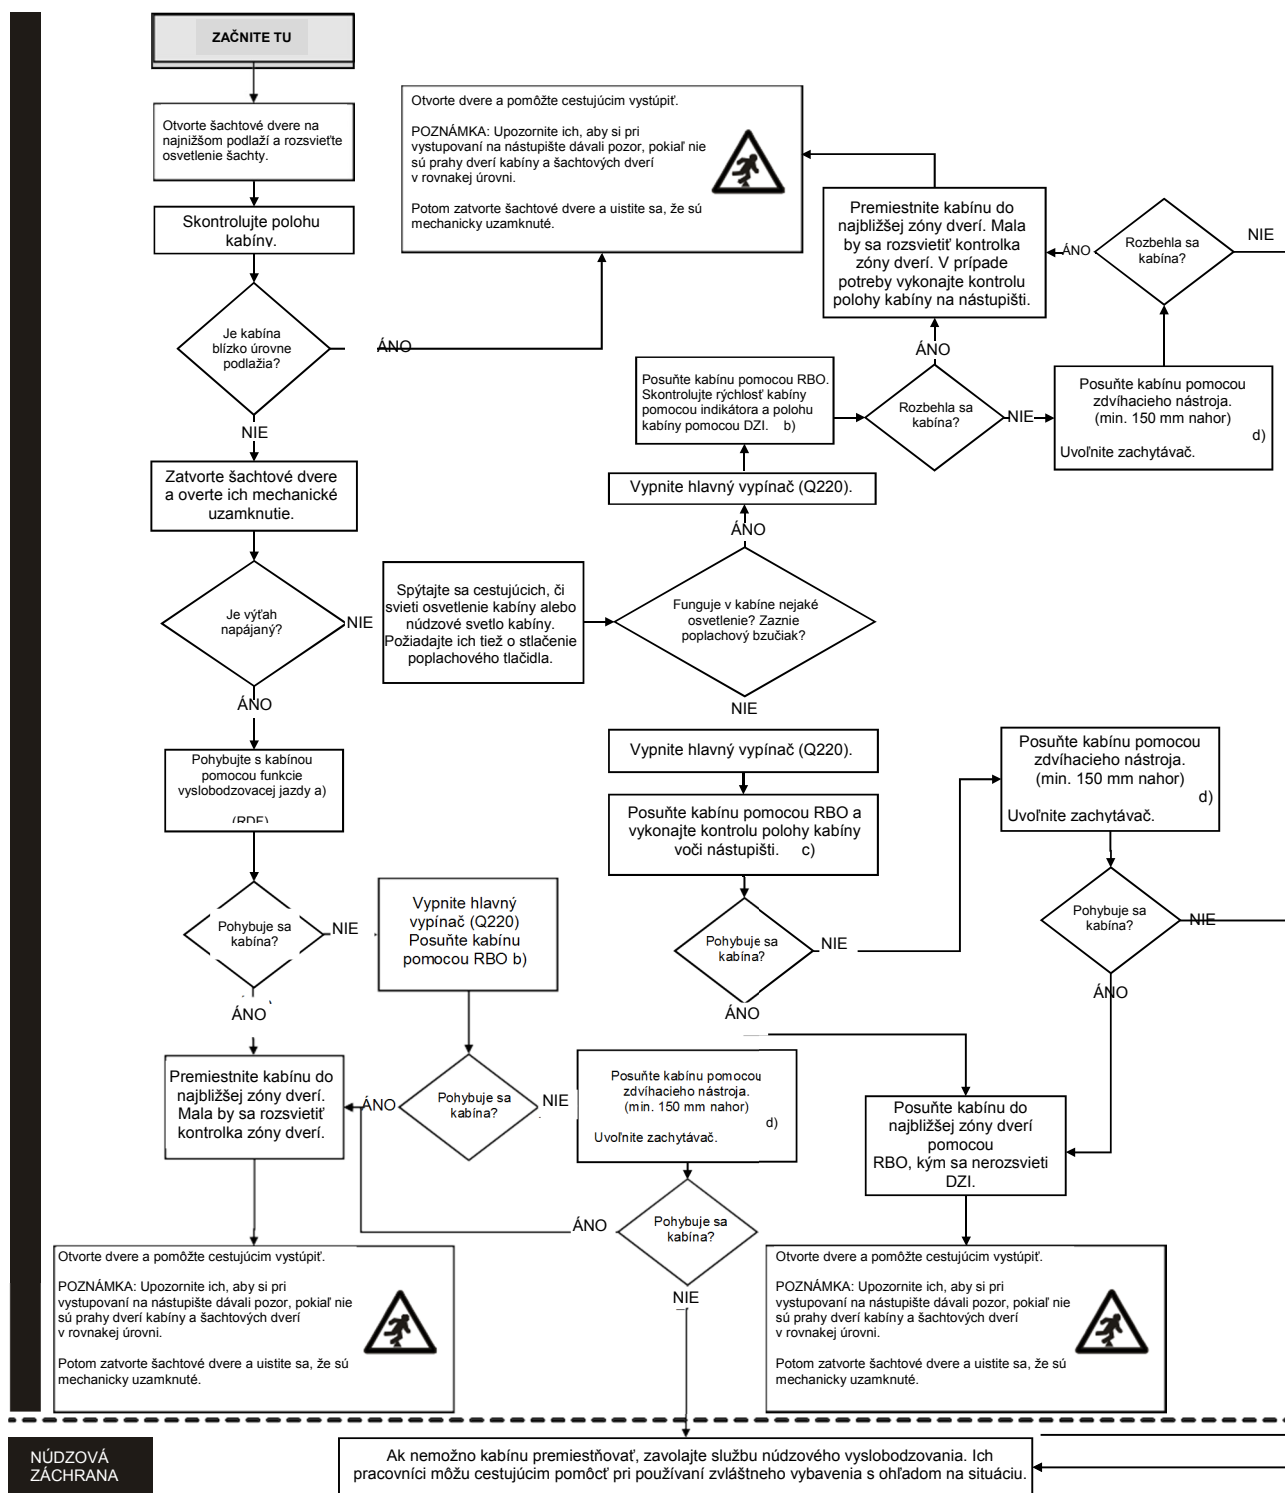 ZAČNITE TU
Otvorte šachtové dvere na
najnižšom podlaží a rozsvieťte
osvetlenie šachty.
Skontrolujte polohu
kabíny.
Je kabína
blízko úrovne
podlažia?
ÁNO
NIE
Otvorte dvere a pomôžte cestujúcim vystúpiť.
POZNÁMKA: Upozornite ich, aby si pri
vystupovaní na nástupište dávali pozor, pokiaľ nie
sú prahy dverí kabíny a šachtových dverí
v rovnakej úrovni.
Potom zatvorte šachtové dvere a uistite sa, že sú
mechanicky uzamknuté.
Premiestnite kabínu do
najbližšej zóny dverí. Mala
by sa rozsvietiť kontrolka
zóny dverí. V prípade
potreby vykonajte kontrolu
polohy kabíny na nástupišti.
ÁNO
Rozbehla sa
kabína?
NIE
ÁNO
Posuňte kabínu pomocou RBO.
Skontrolujte rýchlosť kabíny
pomocou indikátora a polohu
kabíny pomocou DZI. b)
Rozbehla sa
kabína?
NIE
Posuňte kabínu pomocou
zdvíhacieho nástroja.
(min. 150 mm nahor)
d)
Uvoľnite zachytávač.
Zatvorte šachtové dvere
a overte ich mechanické
uzamknutie.
Vypnite hlavný vypínač (Q220).
ÁNO
Je výťah
napájaný?
NIE
Spýtajte sa cestujúcich, či
svieti osvetlenie kabíny alebo
núdzové svetlo kabíny.
Požiadajte ich tiež o stlačenie
poplachového tlačidla.
Funguje v kabíne nejaké
osvetlenie? Zaznie
poplachový bzučiak?
ÁNO
NIE
Pohybujte s kabínou
pomocou funkcie
vyslobodzovacej jazdy a)
(RDF)
Vypnite hlavný vypínač (Q220).
Posuňte kabínu pomocou RBO a
vykonajte kontrolu polohy kabíny
voči nástupišti. c)
Posuňte kabínu pomocou
zdvíhacieho nástroja.
(min. 150 mm nahor)
d)
Uvoľnite zachytávač.
Pohybuje sa
kabína?
NIE
ÁNO
Vypnite hlavný
vypínač (Q220)
Posuňte kabínu
pomocou RBO b)
Pohybuje sa
kabína?
NIE
ÁNO
Pohybuje sa
kabína?
NIE
ÁNO
Premiestnite kabínu do
najbližšej zóny dverí.
Mala by sa rozsvietiť
kontrolka zóny dverí.
ÁNO
Pohybuje sa
kabína?
NIE
Posuňte kabínu pomocou
zdvíhacieho nástroja.
(min. 150 mm nahor)
d)
Uvoľnite zachytávač.
Posuňte kabínu do
najbližšej zóny dverí
pomocou
RBO, kým sa nerozsvieti
DZI.
ÁNO
Pohybuje sa
kabína?
NIE
Otvorte dvere a pomôžte cestujúcim vystúpiť.
POZNÁMKA: Upozornite ich, aby si pri
vystupovaní na nástupište dávali pozor, pokiaľ nie
sú prahy dverí kabíny a šachtových dverí
v rovnakej úrovni.
Potom zatvorte šachtové dvere a uistite sa, že sú
mechanicky uzamknuté.
Otvorte dvere a pomôžte cestujúcim vystúpiť.
POZNÁMKA: Upozornite ich, aby si pri
vystupovaní na nástupište dávali pozor, pokiaľ nie
sú prahy dverí kabíny a šachtových dverí
v rovnakej úrovni.
Potom zatvorte šachtové dvere a uistite sa, že sú
mechanicky uzamknuté.
NÚDZOVÁ
ZÁCHRANA
Ak nemožno kabínu premiestňovať, zavolajte službu núdzového vyslobodzovania. Ich
pracovníci môžu cestujúcim pomôcť pri používaní zvláštneho vybavenia s ohľadom na situáciu.